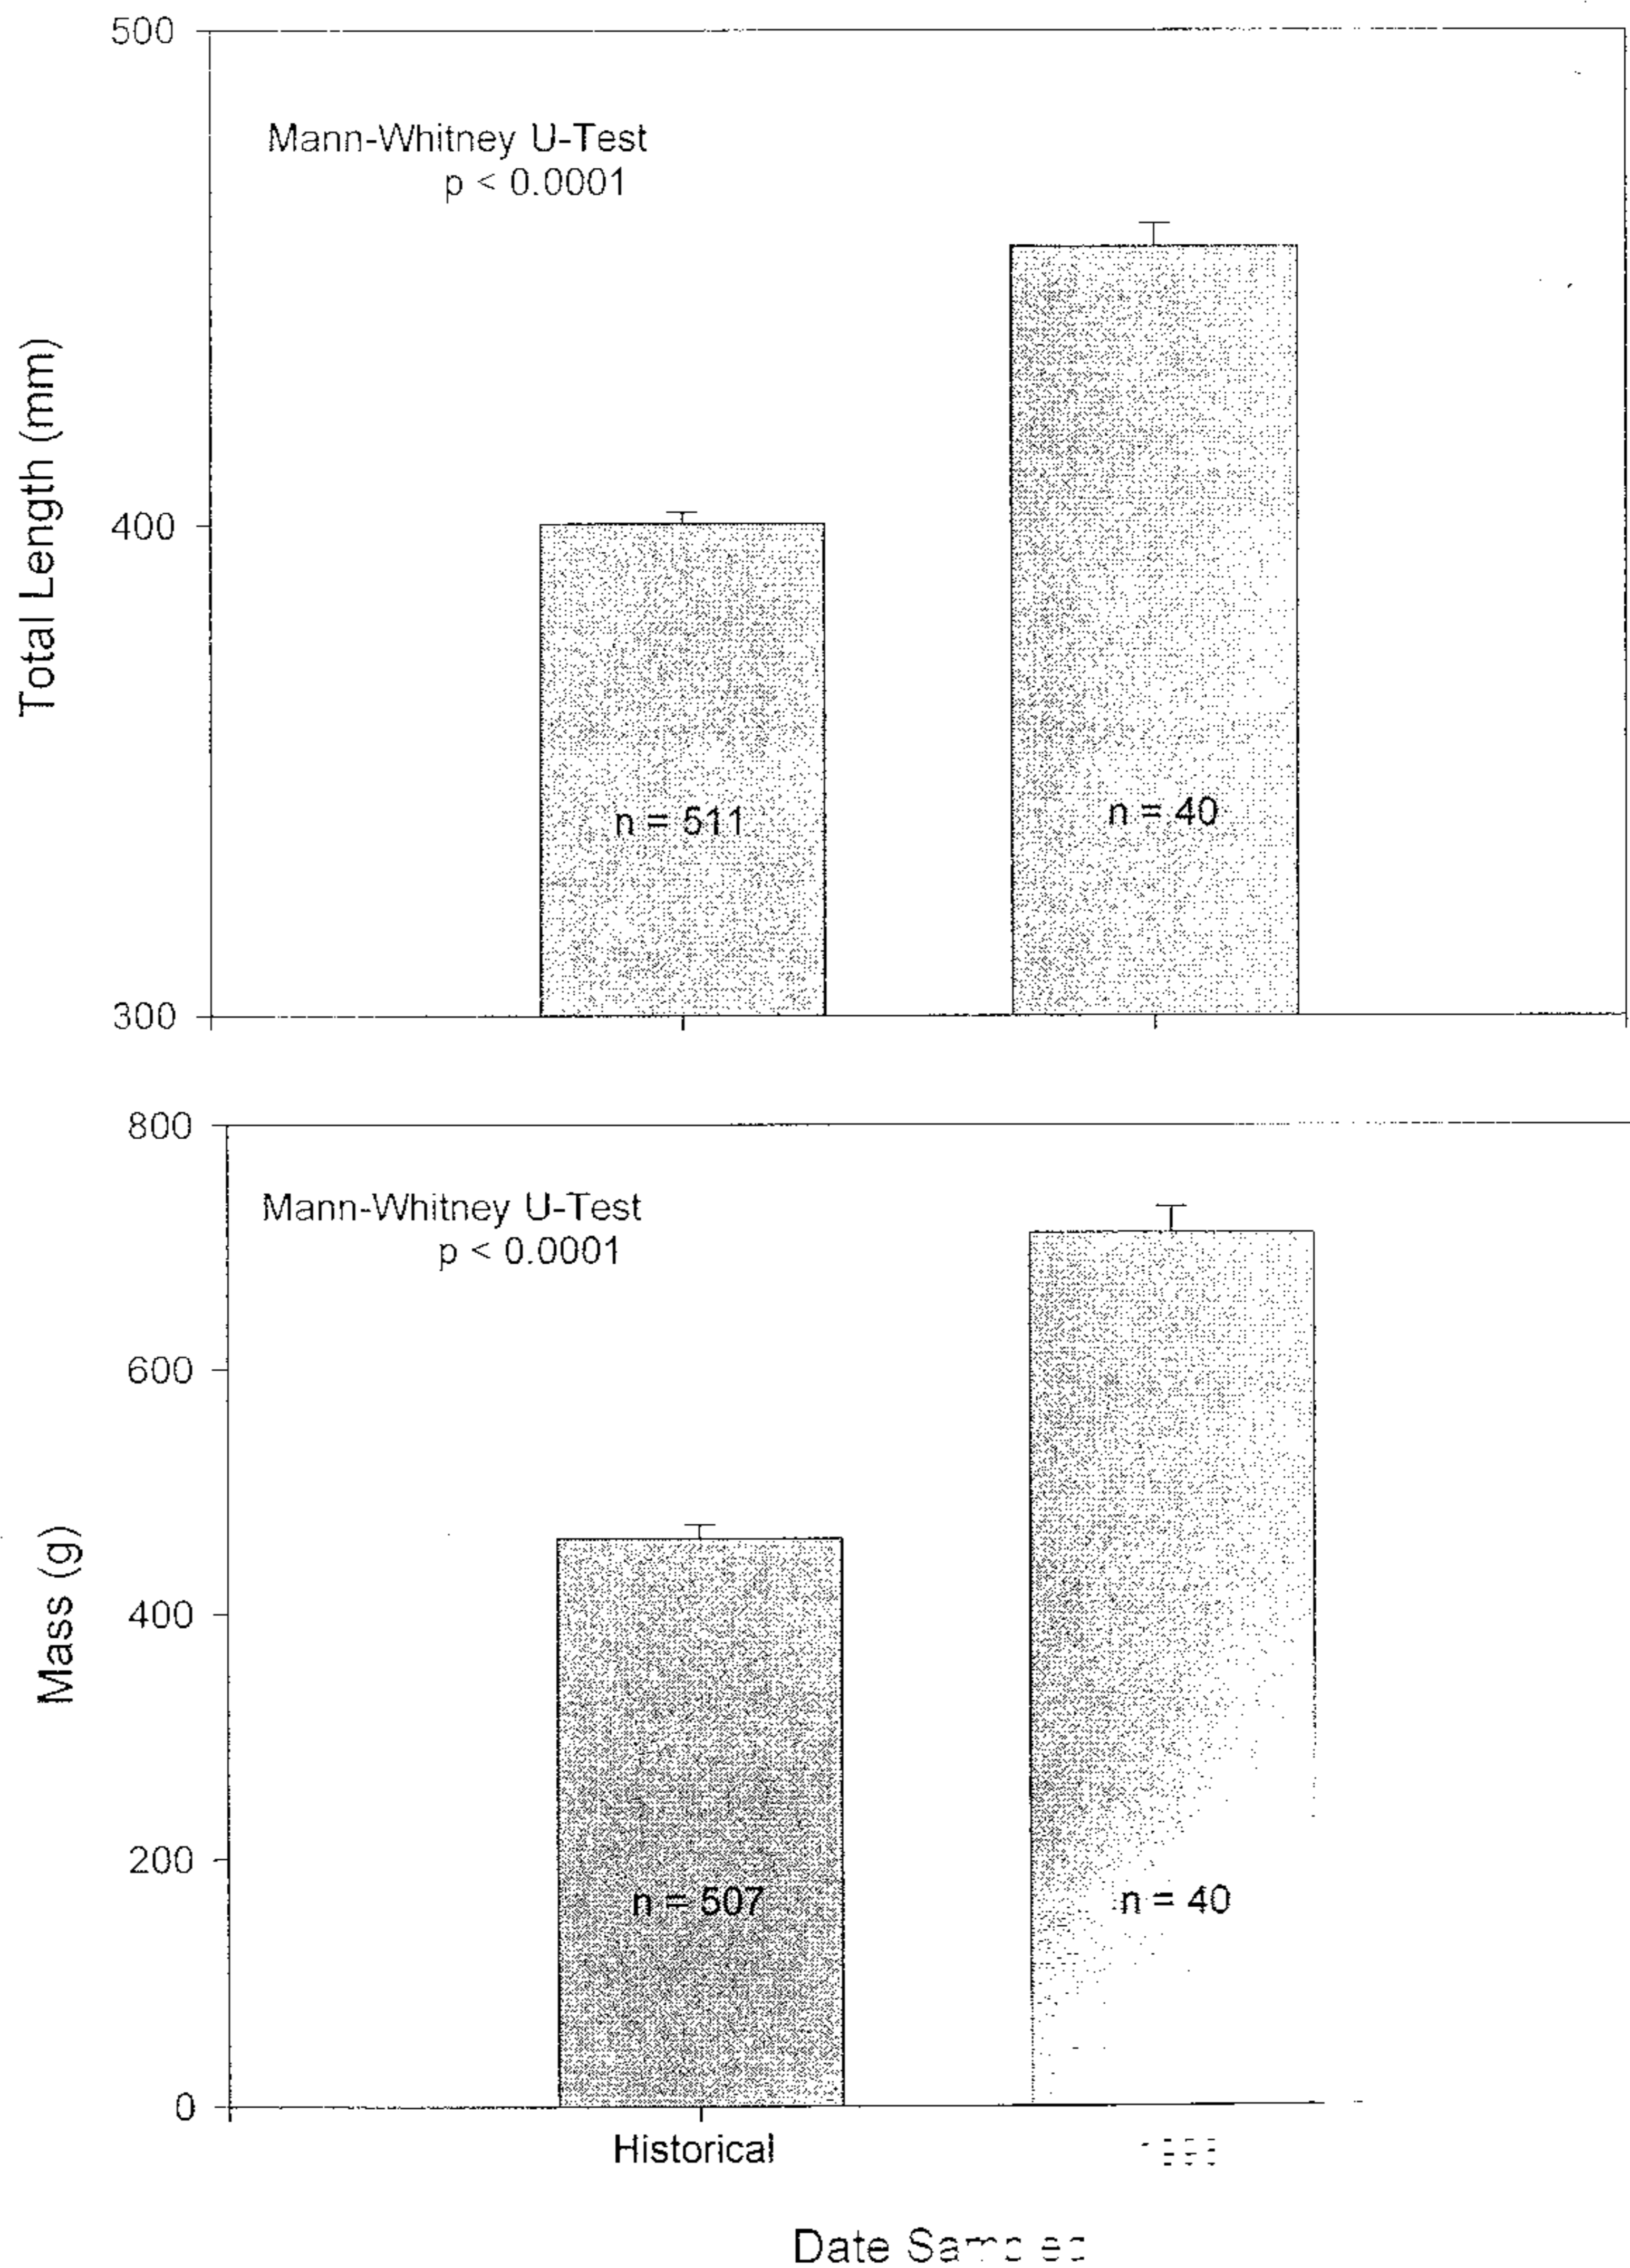 500
Mann-Whitney U-Test
p < 0.0001
Total Length (mm)
400
n = 511
n = 40
300
800
Mann-Whitney U-Test
p < 0.0001
600
Mass (g)
400
200
n = 507
n = 40
0
Historical
Date Sampled